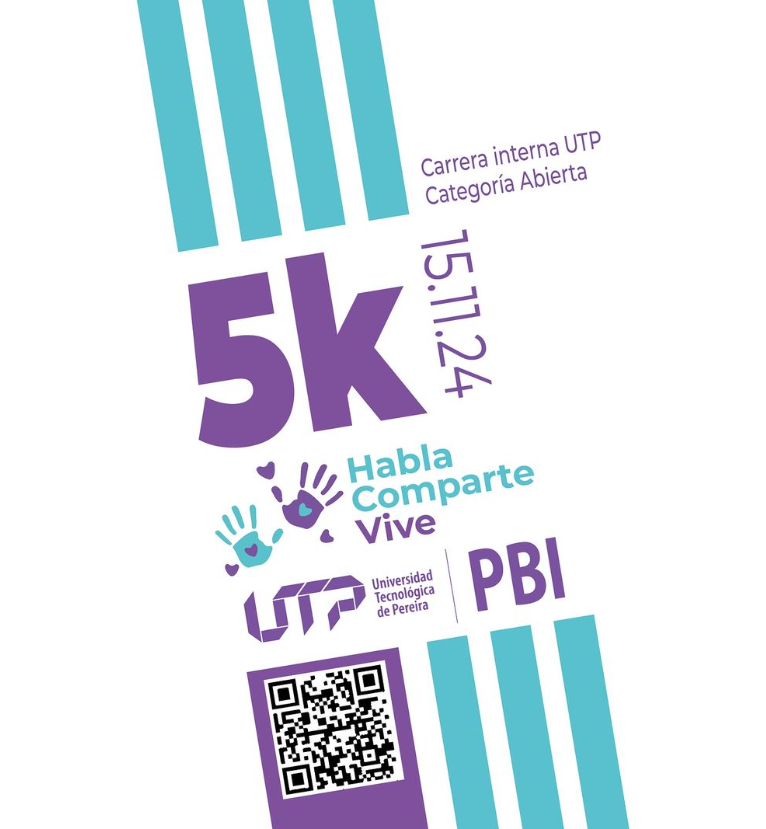 Carrera interna UTP
Categoría Abierta
15.11.24
5k
Habla
Comparte
Vive
UTP
Universidad
Tecnológica
de Pereira
PBI